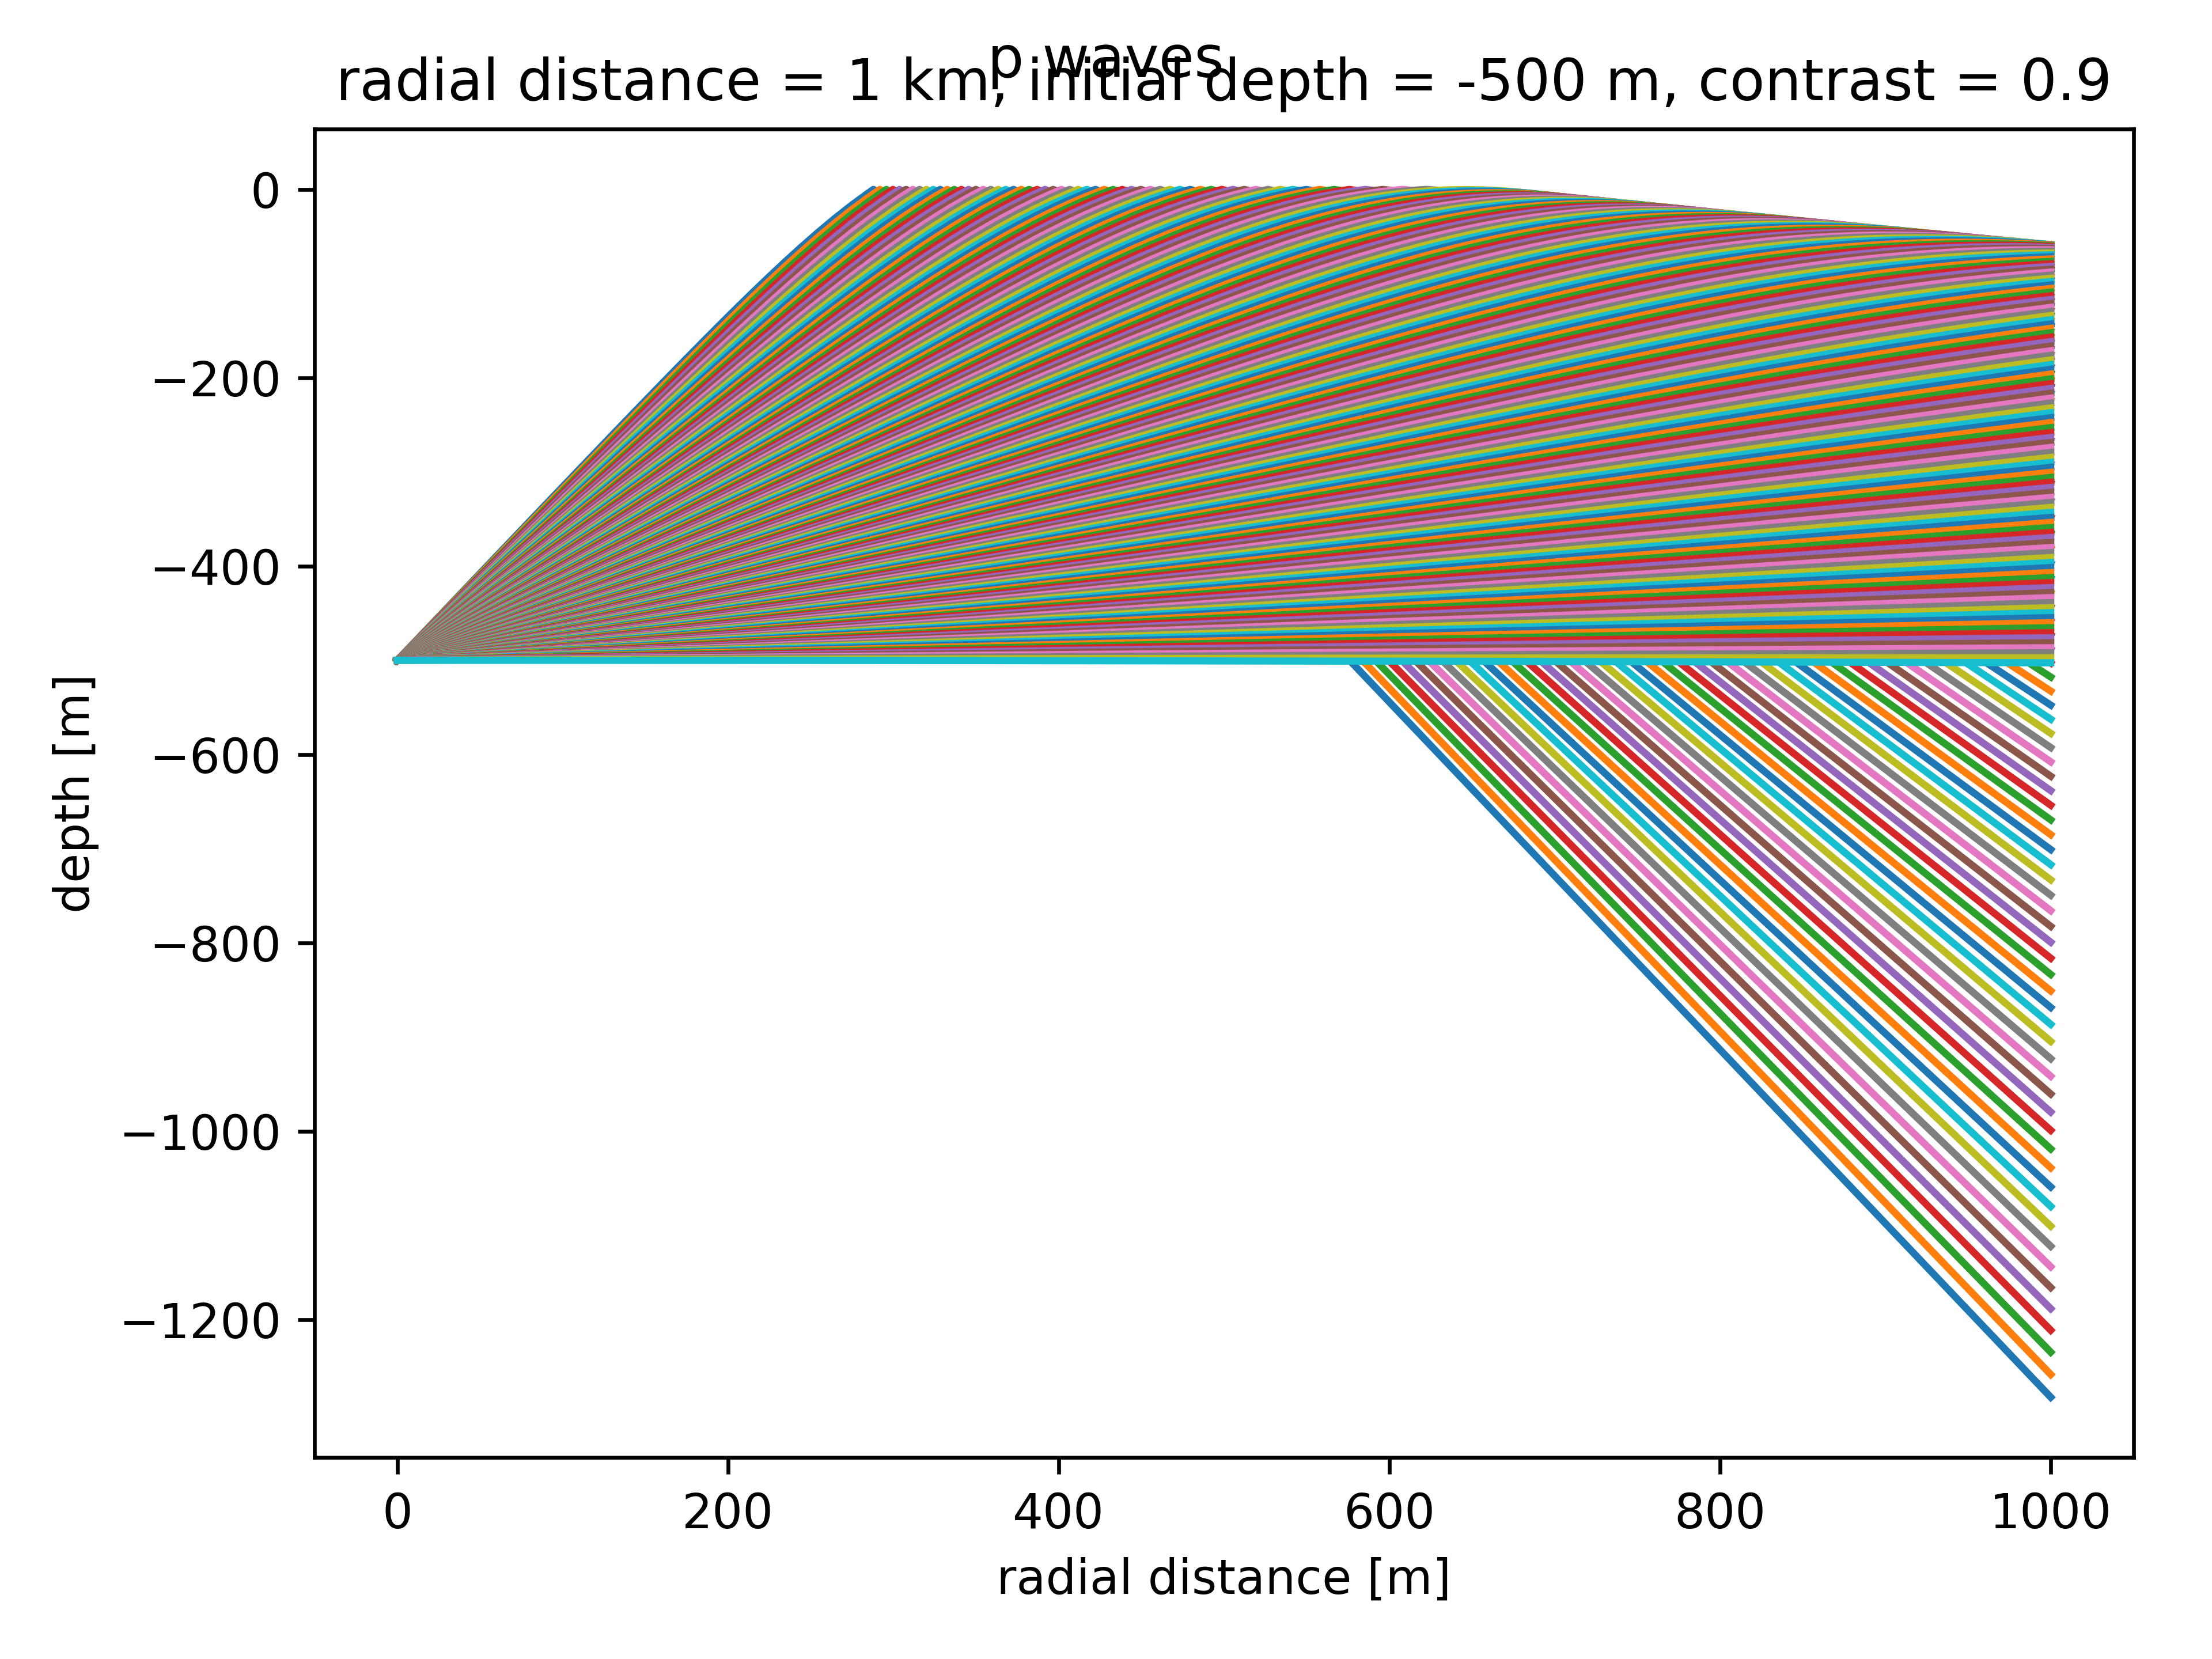 p waves
radial distance = 1 km, initial depth = -500 m, contrast = 0.9
0
−200
−400
−600
−800
−1000
−1200
depth [m]
0 200 400 600 800 1000
radial distance [m]